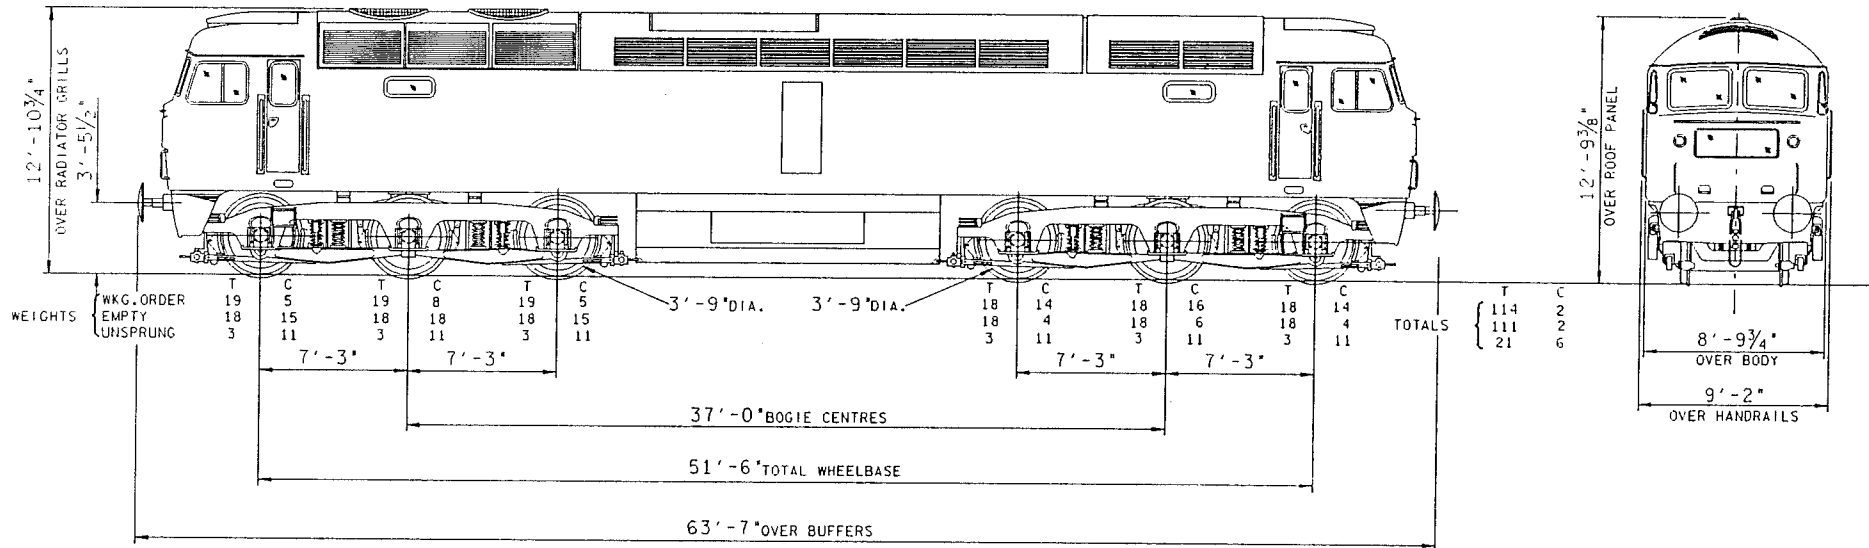 12'-10¾"
OVER RADIATOR GRILLS
3'-5½"
12'-9⅜"
OVER ROOF PANEL
T C T C T C T C T C T C T C
WEIGHTS { WKG.ORDER 19 5 19 8 19 5 18 14 18 16 18 14 TOTALS { 114 2
EMPTY 18 15 18 18 18 15 18 4 18 6 18 4 111 2
UNSPRUNG 3 11 3 11 3 11 3 11 3 11 3 11 21 6
3'-9"DIA. 3'-9"DIA.
7'-3" 7'-3" 7'-3" 7'-3"
8'-9¾"
OVER BODY
9'-2"
OVER HANDRAILS
37'-0"BOGIE CENTRES
51'-6"TOTAL WHEELBASE
63'-7"OVER BUFFERS